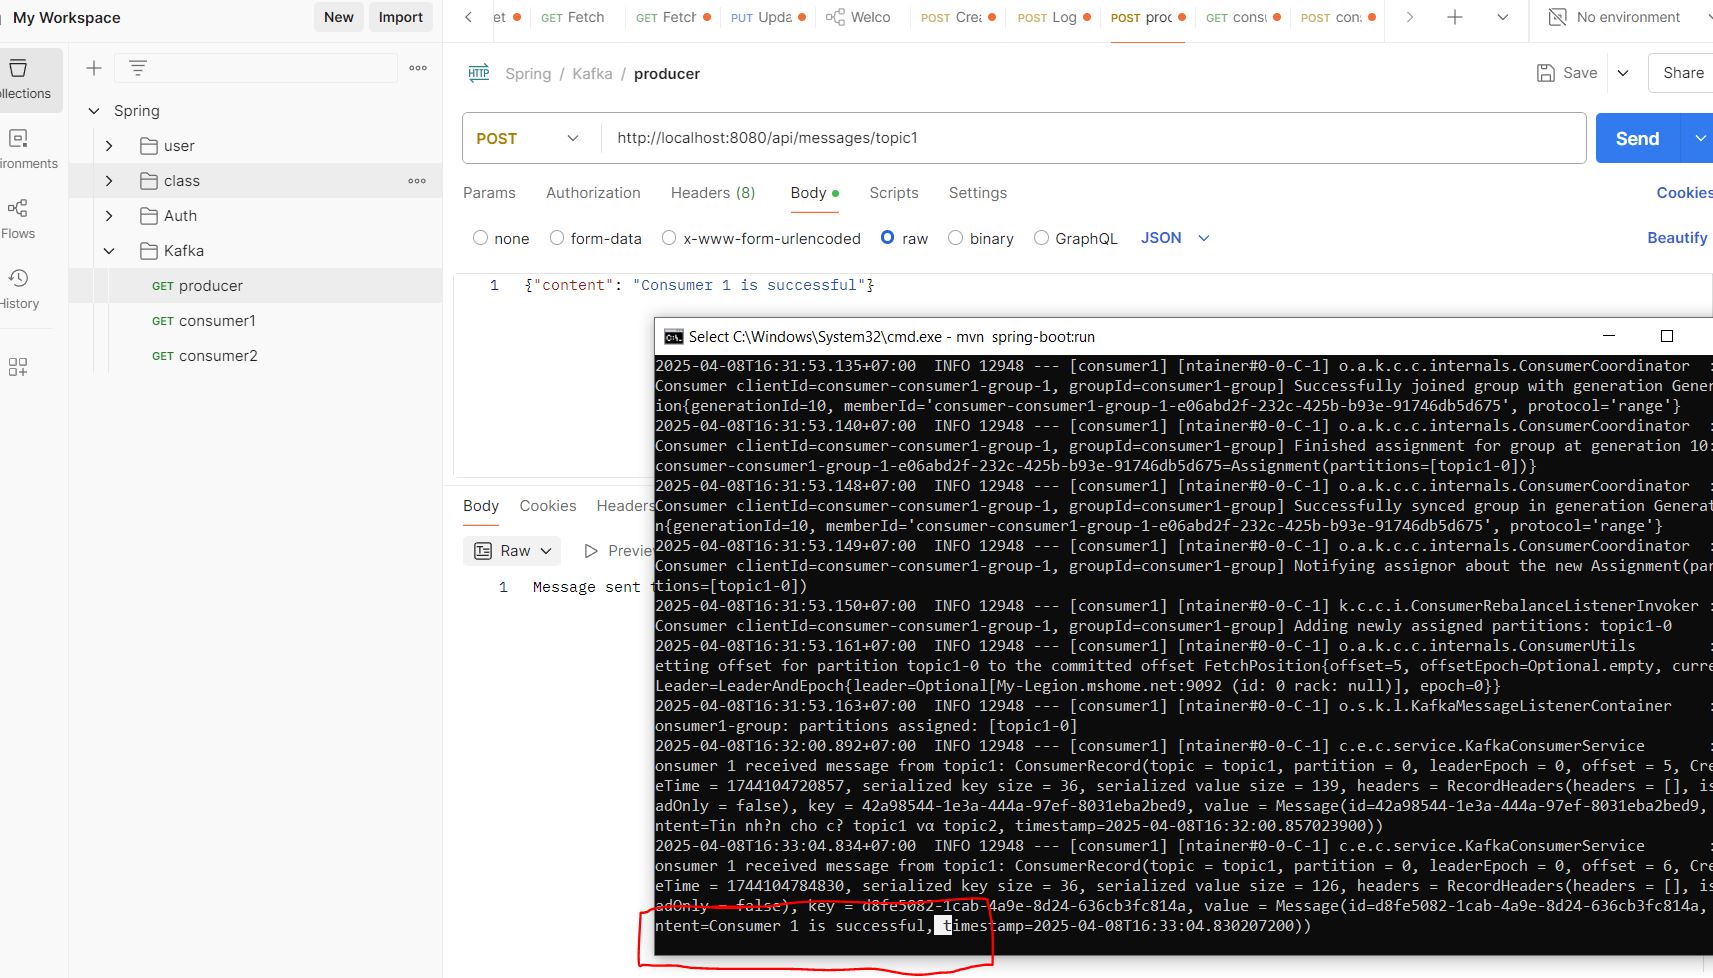 My Workspace
New
Import
et
GET Fetch
GET Fetch
PUT Upda
Welco
POST Crea
POST Log
POST proc
GET consu
POST con
No environment
llections
ironments
Flows
History
Spring
user
class
Auth
Kafka
GET producer
GET consumer1
GET consumer2
HTTP
Spring / Kafka / producer
Save
Share
POST
http://localhost:8080/api/messages/topic1
Send
Params
Authorization
Headers (8)
Body
Scripts
Settings
Cookies
none
form-data
x-www-form-urlencoded
raw
binary
GraphQL
JSON
Beautify
1 {"content": "Consumer 1 is successful"}
Body
Cookies
Headers
Raw
Preview
1 Message sent t
Select C:\Windows\System32\cmd.exe - mvn  spring-boot:run
2025-04-08T16:31:53.135+07:00  INFO 12948 --- [consumer1] [ntainer#0-0-C-1] o.a.k.c.c.internals.ConsumerCoordinator  :
Consumer clientId=consumer-consumer1-group-1, groupId=consumer1-group] Successfully joined group with generation Gener
ion{generationId=10, memberId='consumer-consumer1-group-1-e06abd2f-232c-425b-b93e-91746db5d675', protocol='range'}
2025-04-08T16:31:53.140+07:00  INFO 12948 --- [consumer1] [ntainer#0-0-C-1] o.a.k.c.c.internals.ConsumerCoordinator  :
Consumer clientId=consumer-consumer1-group-1, groupId=consumer1-group] Finished assignment for group at generation 10:
consumer-consumer1-group-1-e06abd2f-232c-425b-b93e-91746db5d675=Assignment(partitions=[topic1-0])}
2025-04-08T16:31:53.148+07:00  INFO 12948 --- [consumer1] [ntainer#0-0-C-1] o.a.k.c.c.internals.ConsumerCoordinator  :
Consumer clientId=consumer-consumer1-group-1, groupId=consumer1-group] Successfully synced group in generation Generat
n{generationId=10, memberId='consumer-consumer1-group-1-e06abd2f-232c-425b-b93e-91746db5d675', protocol='range'}
2025-04-08T16:31:53.149+07:00  INFO 12948 --- [consumer1] [ntainer#0-0-C-1] o.a.k.c.c.internals.ConsumerCoordinator  :
Consumer clientId=consumer-consumer1-group-1, groupId=consumer1-group] Notifying assignor about the new Assignment(par
tions=[topic1-0])
2025-04-08T16:31:53.150+07:00  INFO 12948 --- [consumer1] [ntainer#0-0-C-1] k.c.c.i.ConsumerRebalanceListenerInvoker :
Consumer clientId=consumer-consumer1-group-1, groupId=consumer1-group] Adding newly assigned partitions: topic1-0
2025-04-08T16:31:53.161+07:00  INFO 12948 --- [consumer1] [ntainer#0-0-C-1] o.a.k.c.c.internals.ConsumerUtils        :
etting offset for partition topic1-0 to the committed offset FetchPosition{offset=5, offsetEpoch=Optional.empty, curre
Leader=LeaderAndEpoch{leader=Optional[My-Legion.mshome.net:9092 (id: 0 rack: null)], epoch=0}}
2025-04-08T16:31:53.163+07:00  INFO 12948 --- [consumer1] [ntainer#0-0-C-1] o.s.k.l.KafkaMessageListenerContainer    :
onsumer1-group: partitions assigned: [topic1-0]
2025-04-08T16:32:00.892+07:00  INFO 12948 --- [consumer1] [ntainer#0-0-C-1] c.e.c.service.KafkaConsumerService       :
onsumer 1 received message from topic1: ConsumerRecord(topic = topic1, partition = 0, leaderEpoch = 0, offset = 5, Cre
eTime = 1744104720857, serialized key size = 36, serialized value size = 139, headers = RecordHeaders(headers = [], is
adOnly = false), key = 42a98544-1e3a-444a-97ef-8031eba2bed9, value = Message(id=42a98544-1e3a-444a-97ef-8031eba2bed9,
ntent=Tin nh?n cho c? topic1 vα topic2, timestamp=2025-04-08T16:32:00.857023900))
2025-04-08T16:33:04.834+07:00  INFO 12948 --- [consumer1] [ntainer#0-0-C-1] c.e.c.service.KafkaConsumerService       :
onsumer 1 received message from topic1: ConsumerRecord(topic = topic1, partition = 0, leaderEpoch = 0, offset = 6, Cre
eTime = 1744104784830, serialized key size = 36, serialized value size = 126, headers = RecordHeaders(headers = [], is
adOnly = false), key = d8fe5082-1cab-4a9e-8d24-636cb3fc814a, value = Message(id=d8fe5082-1cab-4a9e-8d24-636cb3fc814a,
ntent=Consumer 1 is successful, timestamp=2025-04-08T16:33:04.830207200))